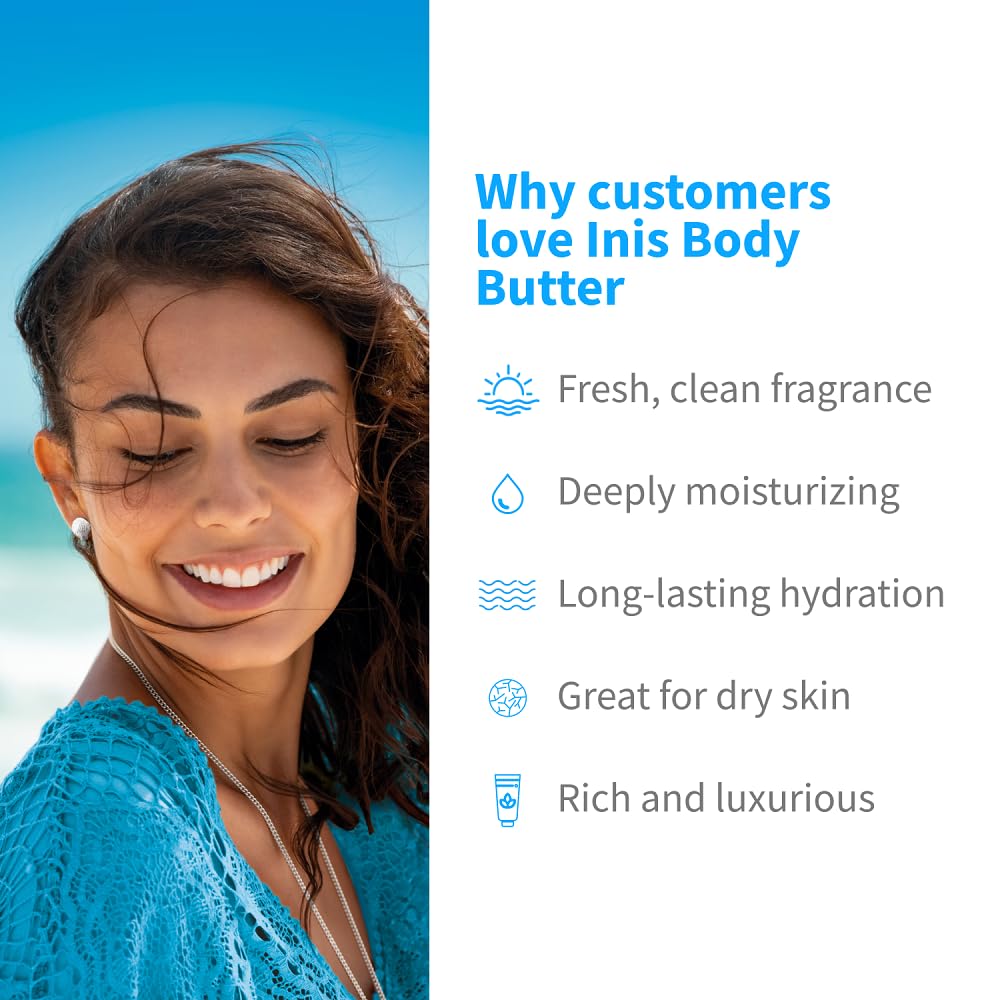 Why customers
love Inis Body
Butter
Fresh, clean fragrance
Deeply moisturizing
Long-lasting hydration
Great for dry skin
Rich and luxurious